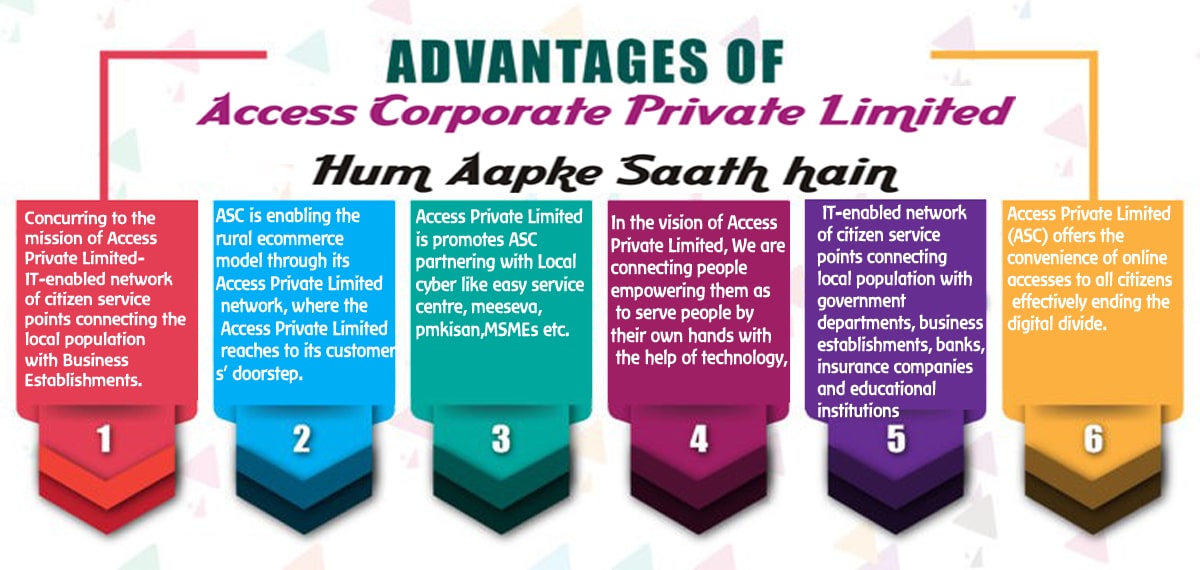 ADVANTAGES OF
Access Corporate Private Limited
Hum Aapke Saath hain
Concurring to the
mission of Access
Private Limited-
IT-enabled network
of citizen service
points connecting the
local population
with Business
Establishments.
1
ASC is enabling the
rural ecommerce
model through its
Access Private Limited
network, where the
Access Private Limited
reaches to its customer
s’ doorstep.
2
Access Private Limited
is promotes ASC
partnering with Local
cyber like easy service
centre, meeseva,
pmkisan,MSMEs etc.
3
In the vision of Access
Private Limited, We are
connecting people
empowering them as
to serve people by
their own hands with
the help of technology,
4
IT-enabled network
of citizen service
points connecting
local population with
government
departments, business
establishments, banks,
insurance companies
and educational
institutions
5
Access Private Limited
(ASC) offers the
convenience of online
accesses to all citizens
effectively ending the
digital divide.
6